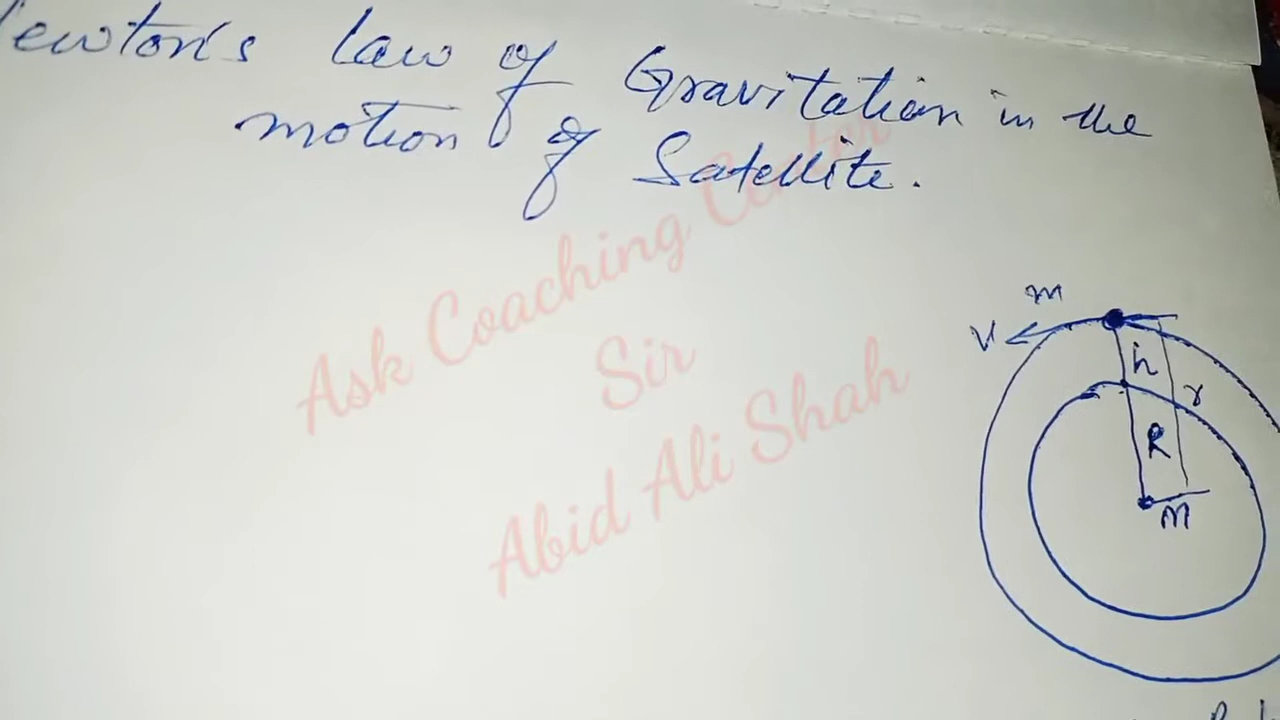 ewton's law of Gravitation in the
motion of Satellite.
Ask Coaching Center
Sir
Abid Ali Shah
m
V
h
r
R
M